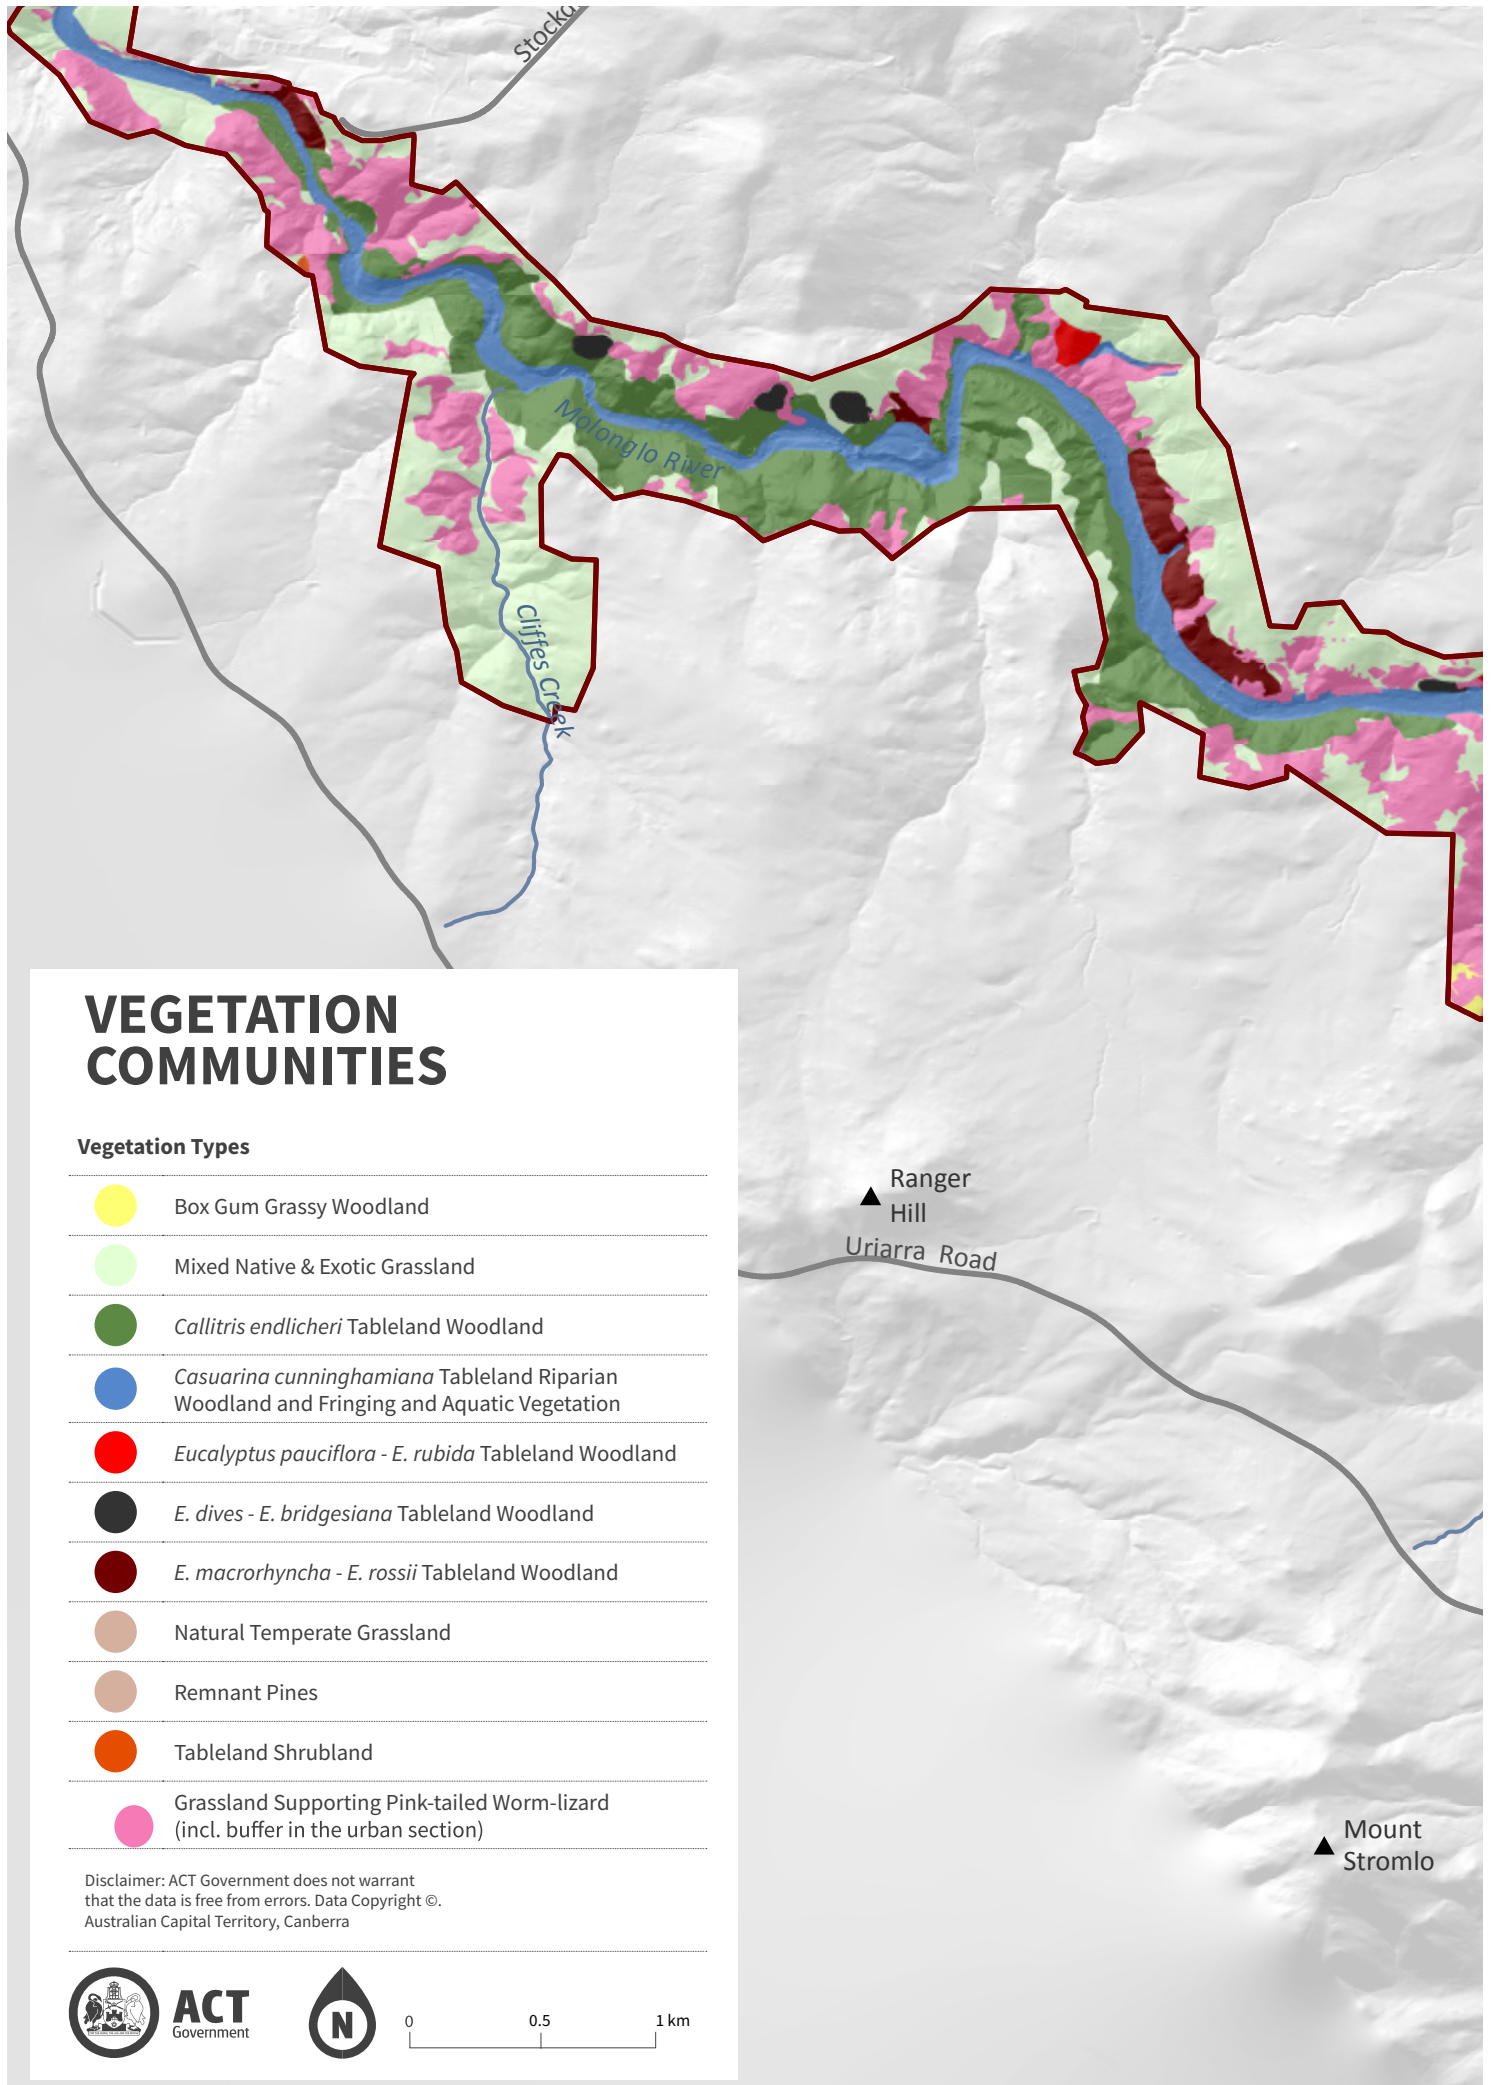 Stockd
Molonglo River
Cliffes Creek
VEGETATION
COMMUNITIES
Vegetation Types
Box Gum Grassy Woodland
Mixed Native & Exotic Grassland
Callitris endlicheri Tableland Woodland
Casuarina cunninghamiana Tableland Riparian
Woodland and Fringing and Aquatic Vegetation
Eucalyptus pauciflora - E. rubida Tableland Woodland
E. dives - E. bridgesiana Tableland Woodland
E. macrorhyncha - E. rossii Tableland Woodland
Natural Temperate Grassland
Remnant Pines
Tableland Shrubland
Grassland Supporting Pink-tailed Worm-lizard
(incl. buffer in the urban section)
Disclaimer: ACT Government does not warrant
that the data is free from errors. Data Copyright ©.
Australian Capital Territory, Canberra
ACT
Government
N
0 0.5 1 km
Ranger
Hill
Uriarra Road
Mount
Stromlo